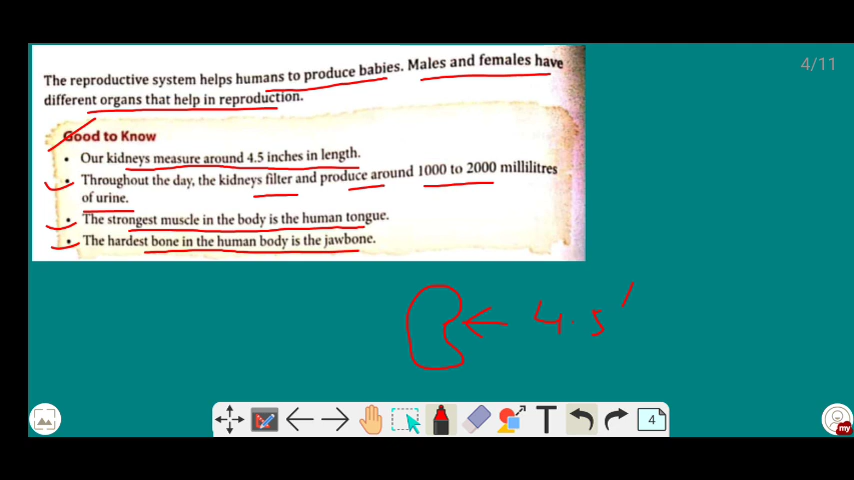 4/11
The reproductive system helps humans to produce babies. Males and females have
different organs that help in reproduction.
Good to Know
• Our kidneys measure around 4.5 inches in length.
• Throughout the day, the kidneys filter and produce around 1000 to 2000 millilitres
of urine.
• The strongest muscle in the body is the human tongue.
• The hardest bone in the human body is the jawbone.
4.5'
T
4
my